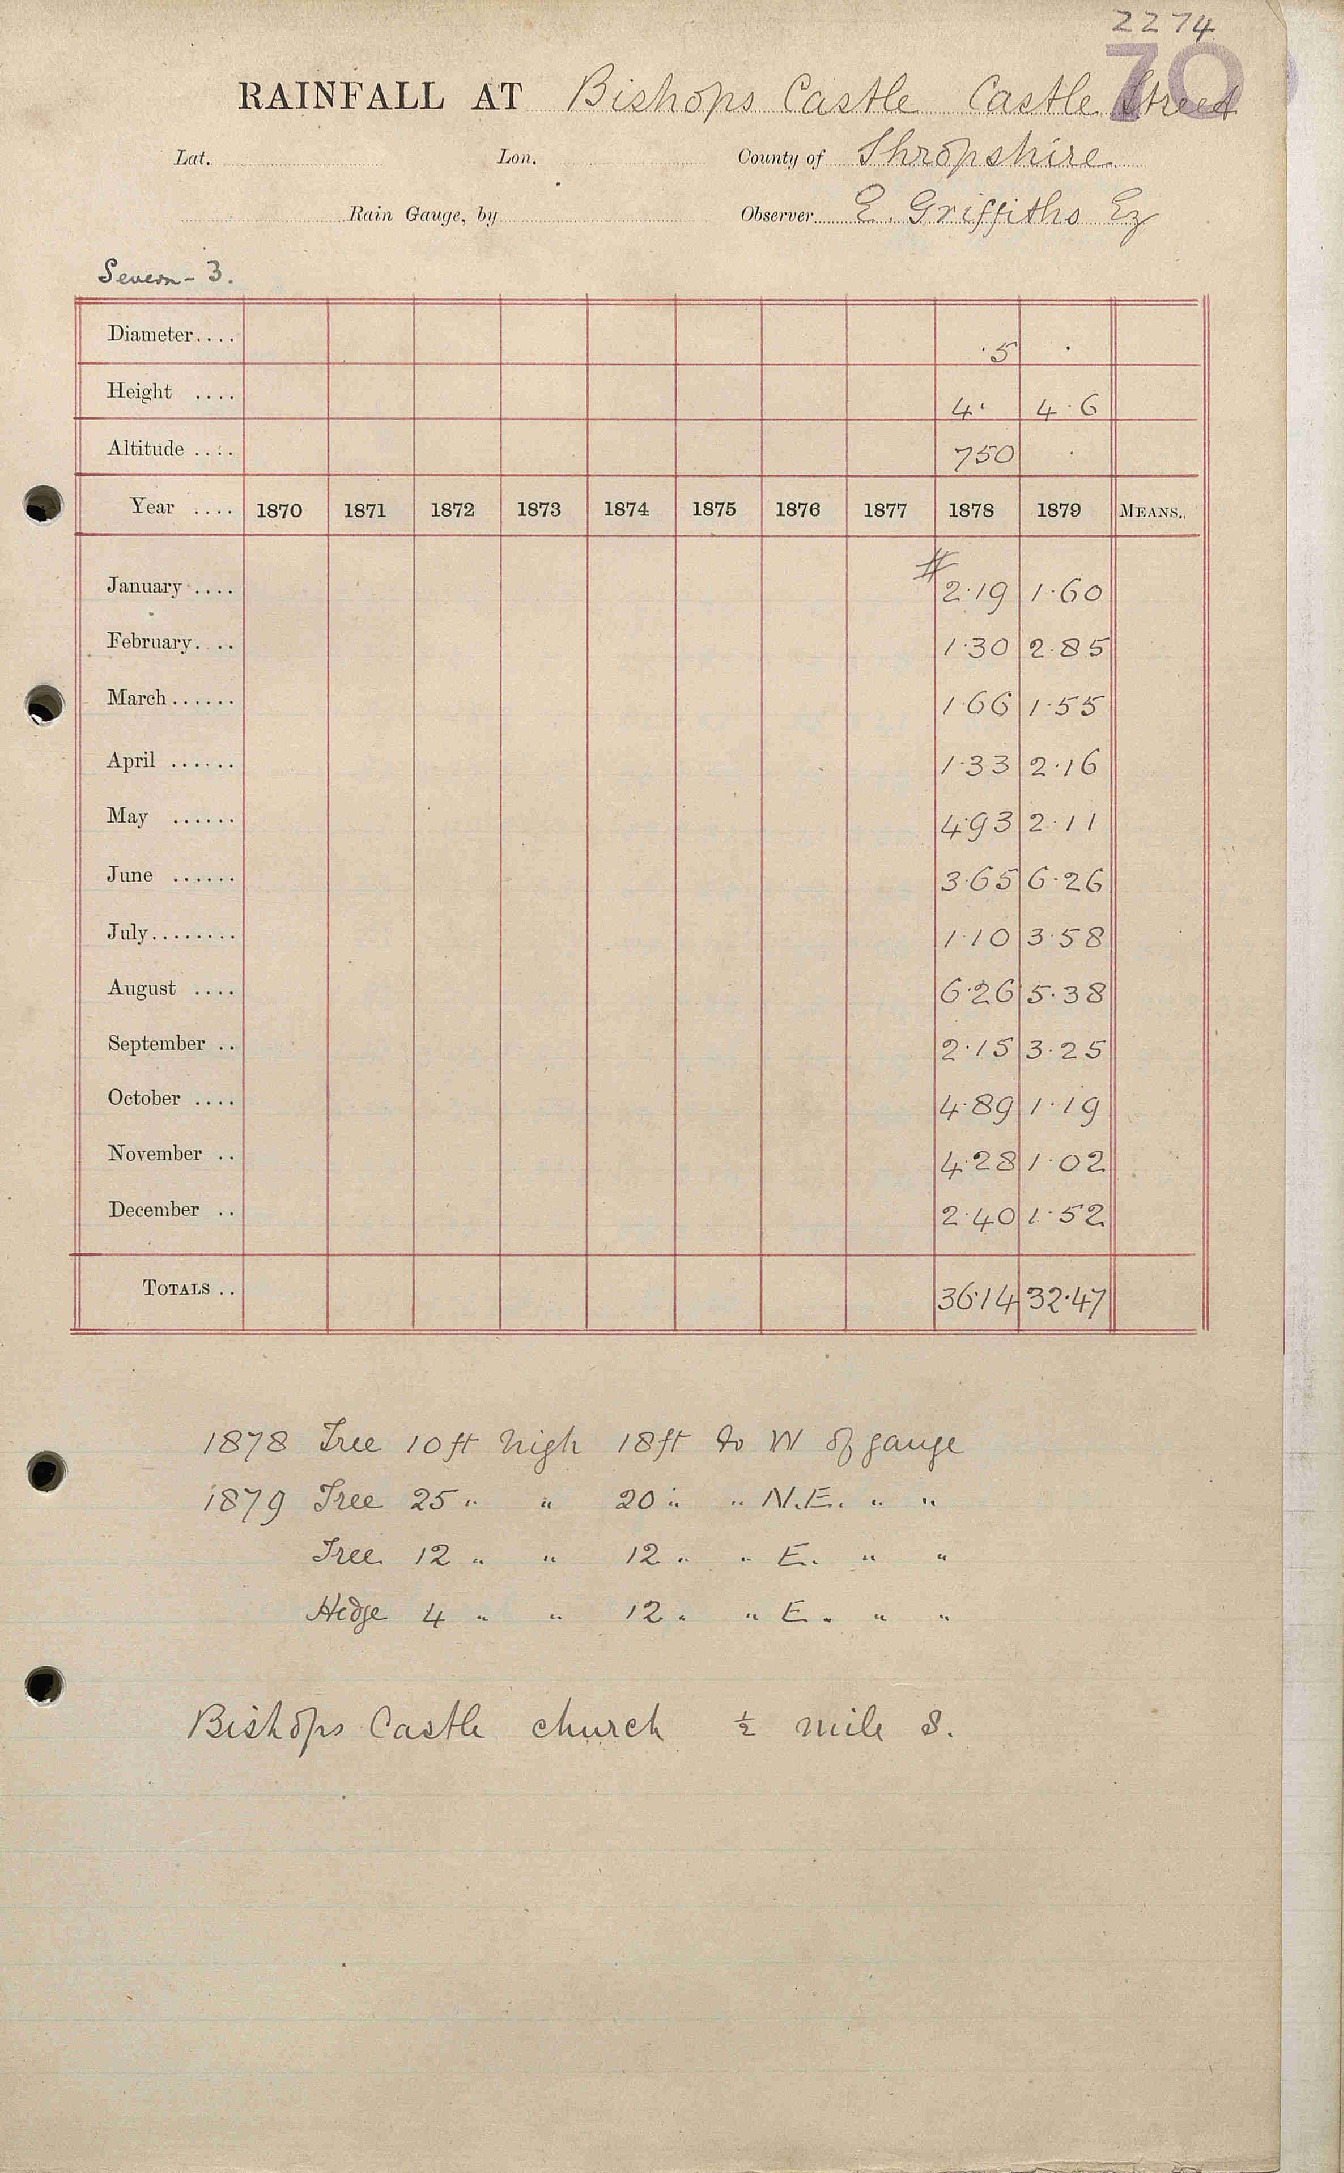 2274
70
RAINFALL AT Bishops Castle Castle Street
Lat. Lon. County of Shropshire.
Rain Gauge, by Observer E. Griffiths Ez
Severn - 3.
Diameter.... ·5 ·
Height .... 4· 4·6
Altitude .... 750 ·
Year .... 1870 1871 1872 1873 1874 1875 1876 1877 1878 1879 MEANS.
#
January .... 2·19 1·60
February. .. 1·30 2·85
March...... 1·66 1·55
April ...... 1·33 2·16
May ...... 4·93 2·11
June ...... 3·65 6·26
July........ 1·10 3·58
August .... 6·26 5·38
September .. 2·15 3·25
October .... 4·89 1·19
November .. 4·28 1·02
December .. 2·40 1·52
TOTALS .. 36·14 32·47
1878 Tree 10 ft high 18 ft to W of gauge
1879 Tree 25 " " 20 " " N.E. " "
Tree 12 " " 12 " " E. " "
Hedge 4 " " 12 " " E. " "
Bishops Castle church ½ mile S.